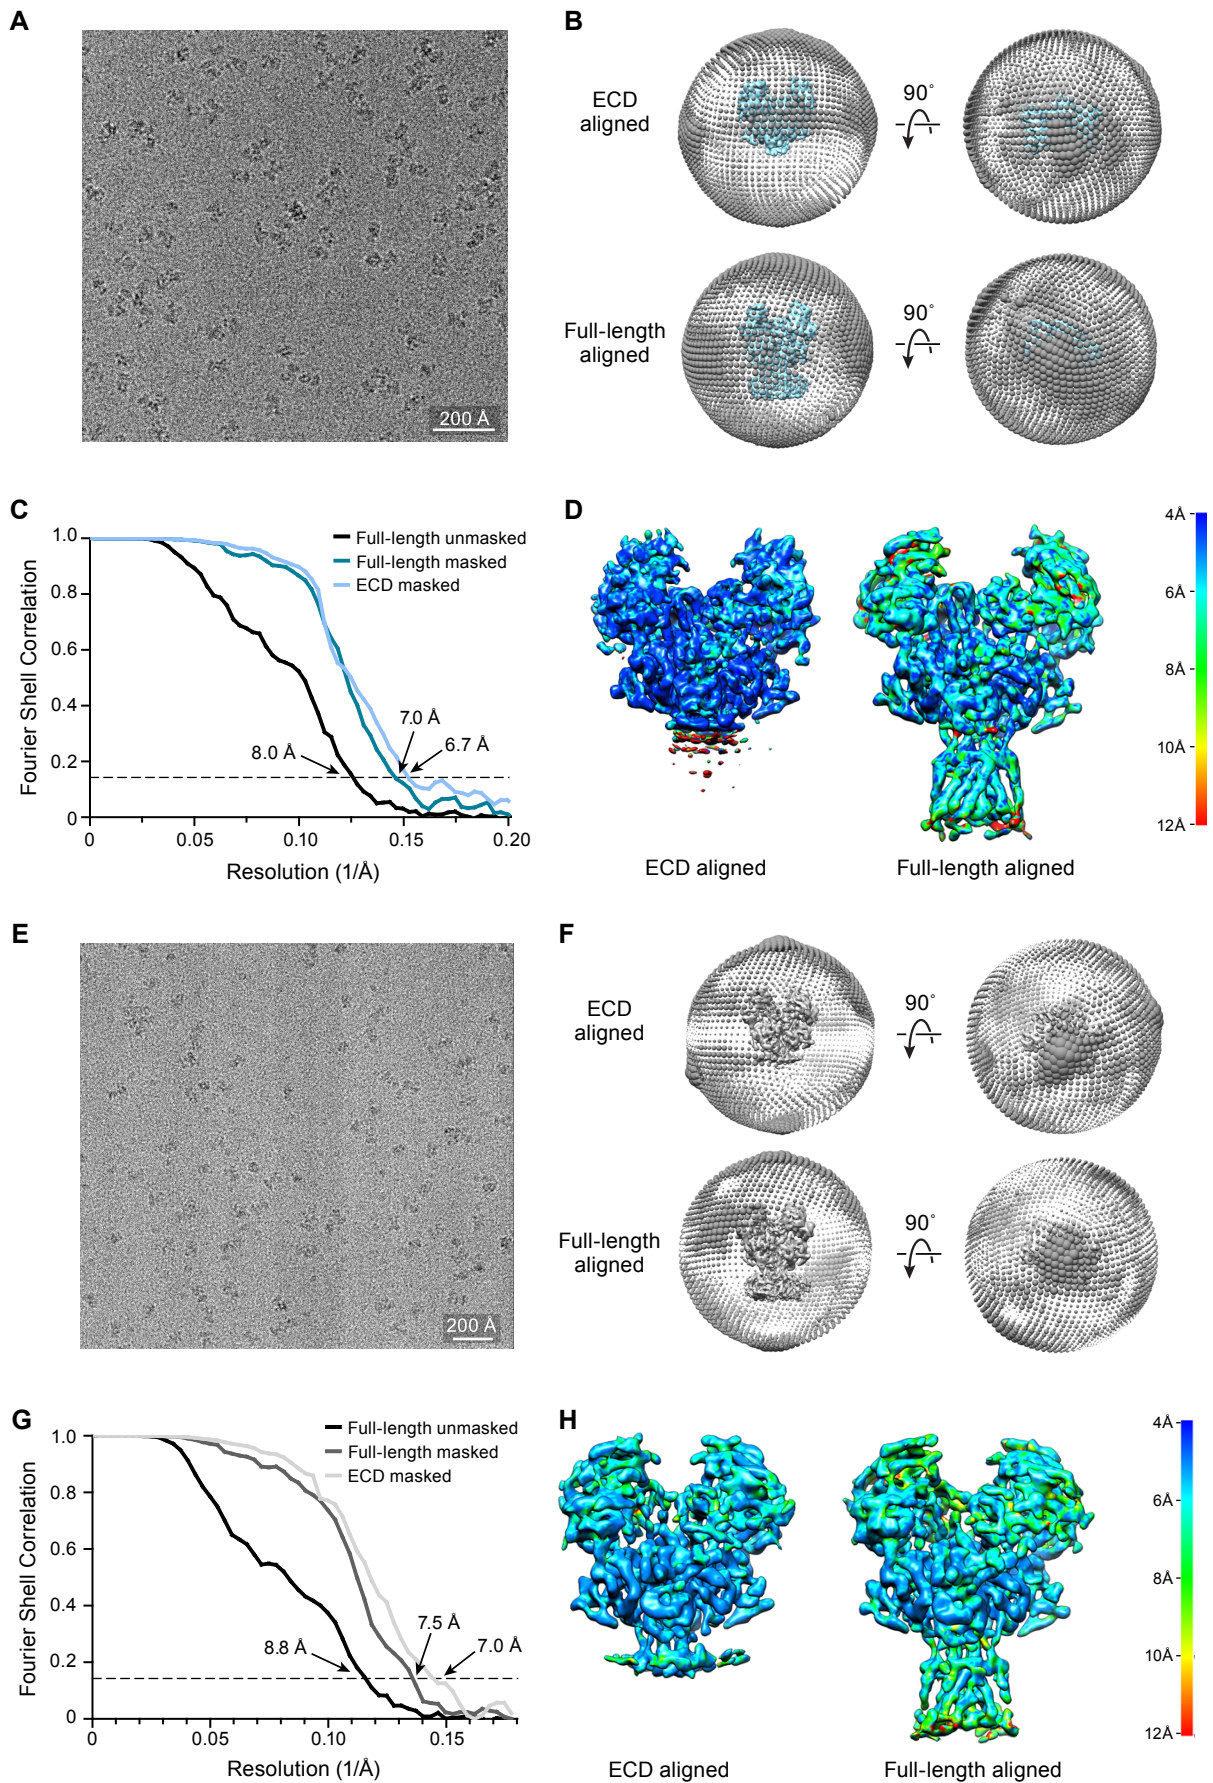 A
200 Å
B
ECD
aligned
90°
Full-length
aligned
90°
C
1.0
0.8
0.6
0.4
0.2
0
Fourier Shell Correlation
Full-length unmasked
Full-length masked
ECD masked
7.0 Å
6.7 Å
8.0 Å
0
0.05
0.10
0.15
0.20
Resolution (1/Å)
D
4Å
6Å
8Å
10Å
12Å
ECD aligned
Full-length aligned
E
200 Å
F
ECD
aligned
90°
Full-length
aligned
90°
G
1.0
0.8
0.6
0.4
0.2
0
Fourier Shell Correlation
Full-length unmasked
Full-length masked
ECD masked
7.5 Å
7.0 Å
8.8 Å
0
0.05
0.10
0.15
Resolution (1/Å)
H
4Å
6Å
8Å
10Å
12Å
ECD aligned
Full-length aligned